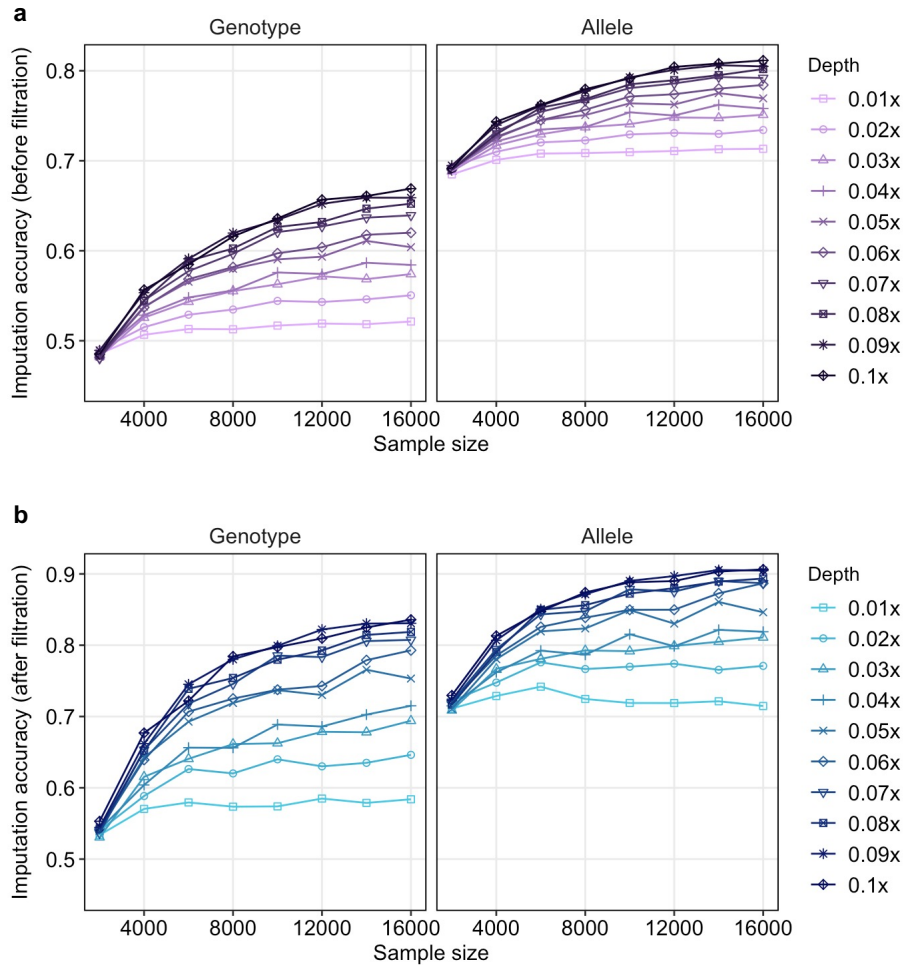 a
Genotype
Allele
Imputation accuracy (before filtration)
0.8
0.7
0.6
0.5
4000
8000
12000
16000
4000
8000
12000
16000
Sample size
Depth
0.01x
0.02x
0.03x
0.04x
0.05x
0.06x
0.07x
0.08x
0.09x
0.1x
b
Genotype
Allele
Imputation accuracy (after filtration)
0.9
0.8
0.7
0.6
0.5
4000
8000
12000
16000
4000
8000
12000
16000
Sample size
Depth
0.01x
0.02x
0.03x
0.04x
0.05x
0.06x
0.07x
0.08x
0.09x
0.1x